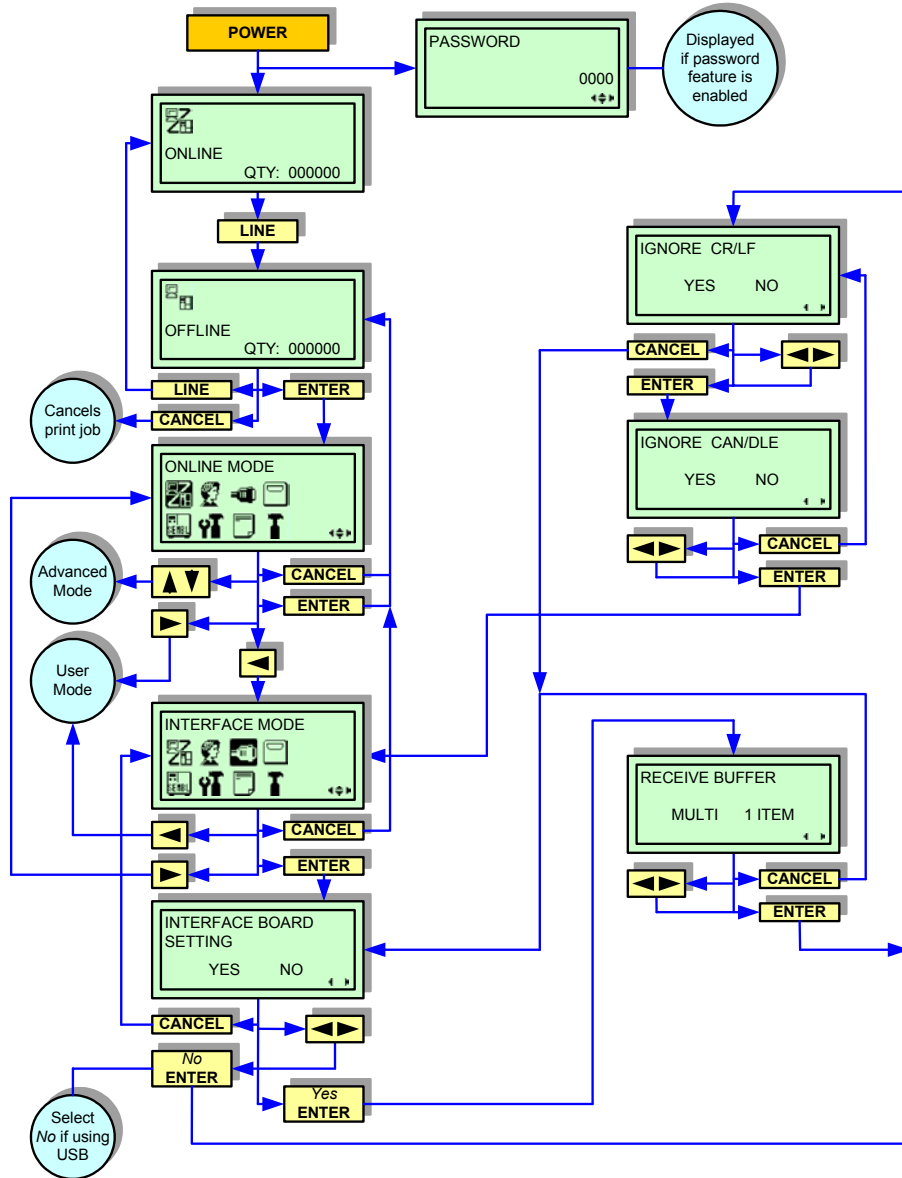 POWER
PASSWORD
0000
Displayed
if password
feature is
enabled
ONLINE
QTY: 000000
LINE
OFFLINE
QTY: 000000
LINE
ENTER
CANCEL
Cancels
print job
ONLINE MODE
CANCEL
ENTER
Advanced
Mode
User
Mode
INTERFACE MODE
CANCEL
ENTER
INTERFACE BOARD
SETTING
YES NO
CANCEL
No
ENTER
Yes
ENTER
Select
No if using
USB
IGNORE CR/LF
YES NO
CANCEL
ENTER
IGNORE CAN/DLE
YES NO
CANCEL
ENTER
RECEIVE BUFFER
MULTI 1 ITEM
CANCEL
ENTER